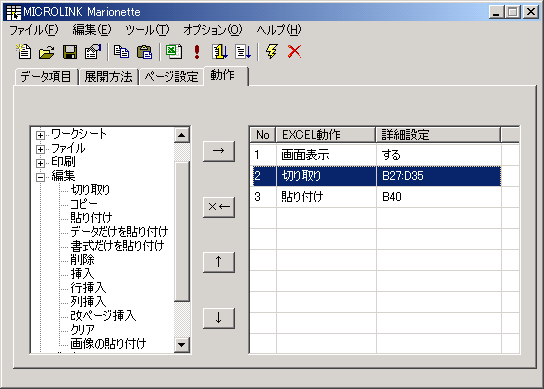 MICROLINK Marionette
ファイル(F) 編集(E) ツール(T) オプション(O) ヘルプ(H)
データ項目 展開方法 ページ設定 動作
ワークシート
ファイル
印刷
編集
切り取り
コピー
貼り付け
データだけを貼り付け
書式だけを貼り付け
削除
挿入
行挿入
列挿入
改ページ挿入
クリア
画像の貼り付け
→
×←
↑
↓
No EXCEL動作 詳細設定
1 画面表示 する
2 切り取り B27:D35
3 貼り付け B40